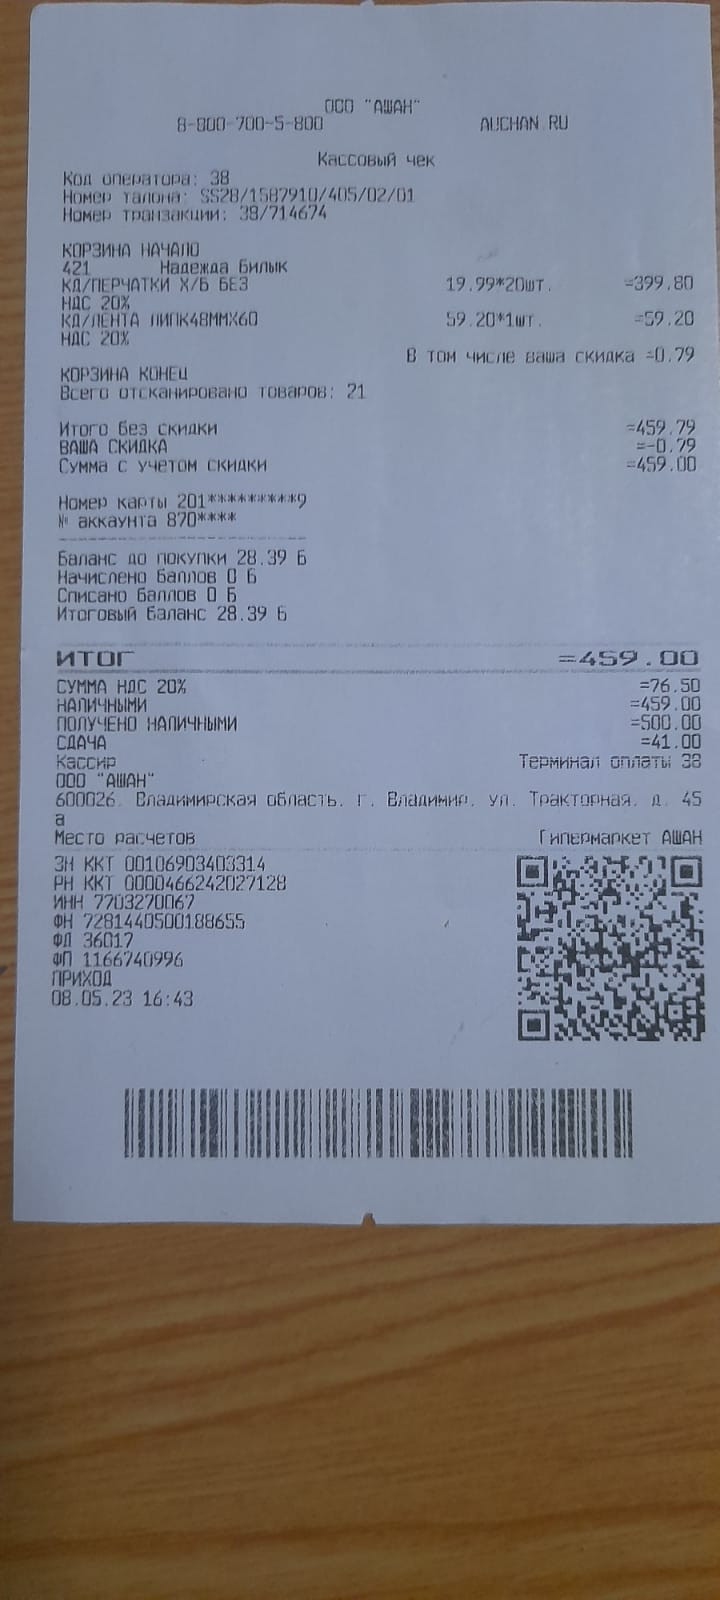 ООО "АШАН"
8-800-700-5-800 AUCHAN.RU
Кассовый чек
Код оператора: 38
Номер талона: SS28/1587910/405/02/01
Номер транзакции: 38/714674
КОРЗИНА НАЧАЛО
421 Надежда Билык
КД/ПЕРЧАТКИ Х/Б БЕЗ 19.99*20шт. =399.80
НДС 20%
КД/ЛЕНТА ЛИПК48ММХ60 59.20*1шт. =59.20
НДС 20%
В том числе ваша скидка =0.79
КОРЗИНА КОНЕЦ
Всего отсканировано товаров: 21
Итого без скидки =459.79
ВАША СКИДКА =-0.79
Сумма с учетом скидки =459.00
Номер карты 201*********9
№ аккаунта 870****
Баланс до покупки 28.39 Б
Начислено баллов 0 Б
Списано баллов 0 Б
Итоговый баланс 28.39 Б
ИТОГ =459.00
СУММА НДС 20% =76.50
НАЛИЧНЫМИ =459.00
ПОЛУЧЕНО НАЛИЧНЫМИ =500.00
СДАЧА =41.00
Кассир Терминал оплаты 38
ООО "АШАН"
600026, Владимирская область, г. Владимир, ул. Тракторная, д. 45
а
Место расчетов Гипермаркет АШАН
ЗН ККТ 00106903403314
РН ККТ 0000466242027128
ИНН 7703270067
ФН 7281440500188655
ФД 36017
ФП 1166740996
ПРИХОД
08.05.23 16:43